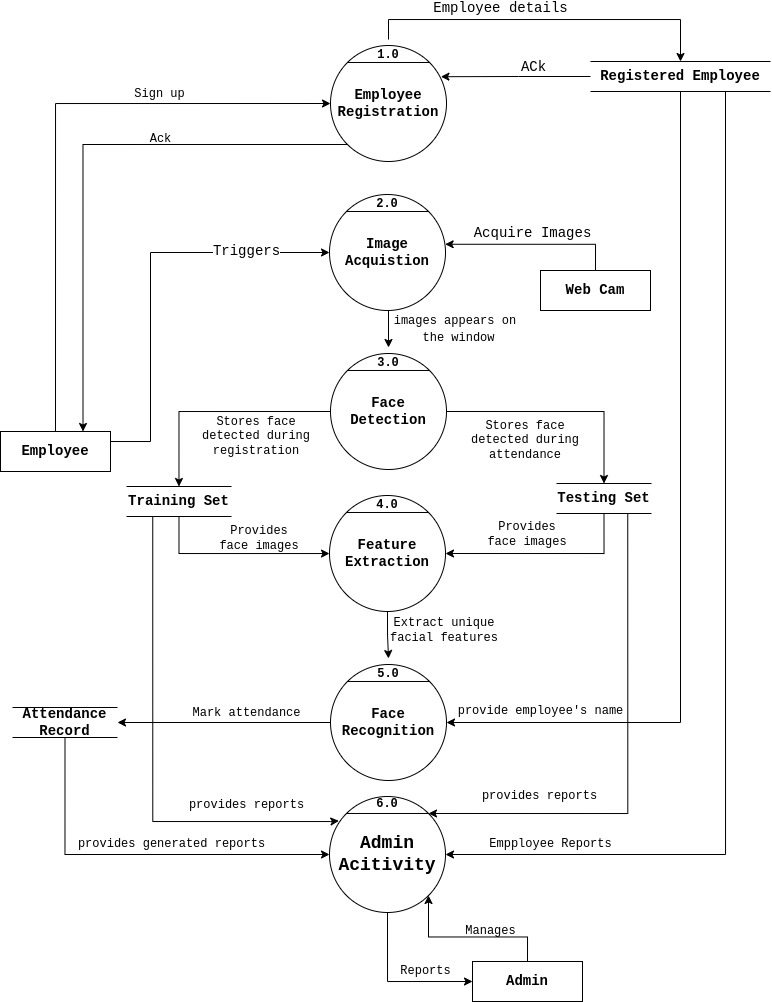 Employee details
1.0
Employee
Registration
ACk
Registered Employee
Sign up
Ack
2.0
Image
Acquistion
Triggers
Acquire Images
Web Cam
images appears on
the window
3.0
Face
Detection
Employee
Stores face
detected during
registration
Stores face
detected during
attendance
Training Set
Testing Set
4.0
Feature
Extraction
Provides
face images
Provides
face images
Extract unique
facial features
5.0
Face
Recognition
Attendance
Record
Mark attendance
provide employee's name
6.0
Admin
Acitivity
provides reports
provides reports
provides generated reports
Empployee Reports
Manages
Reports
Admin